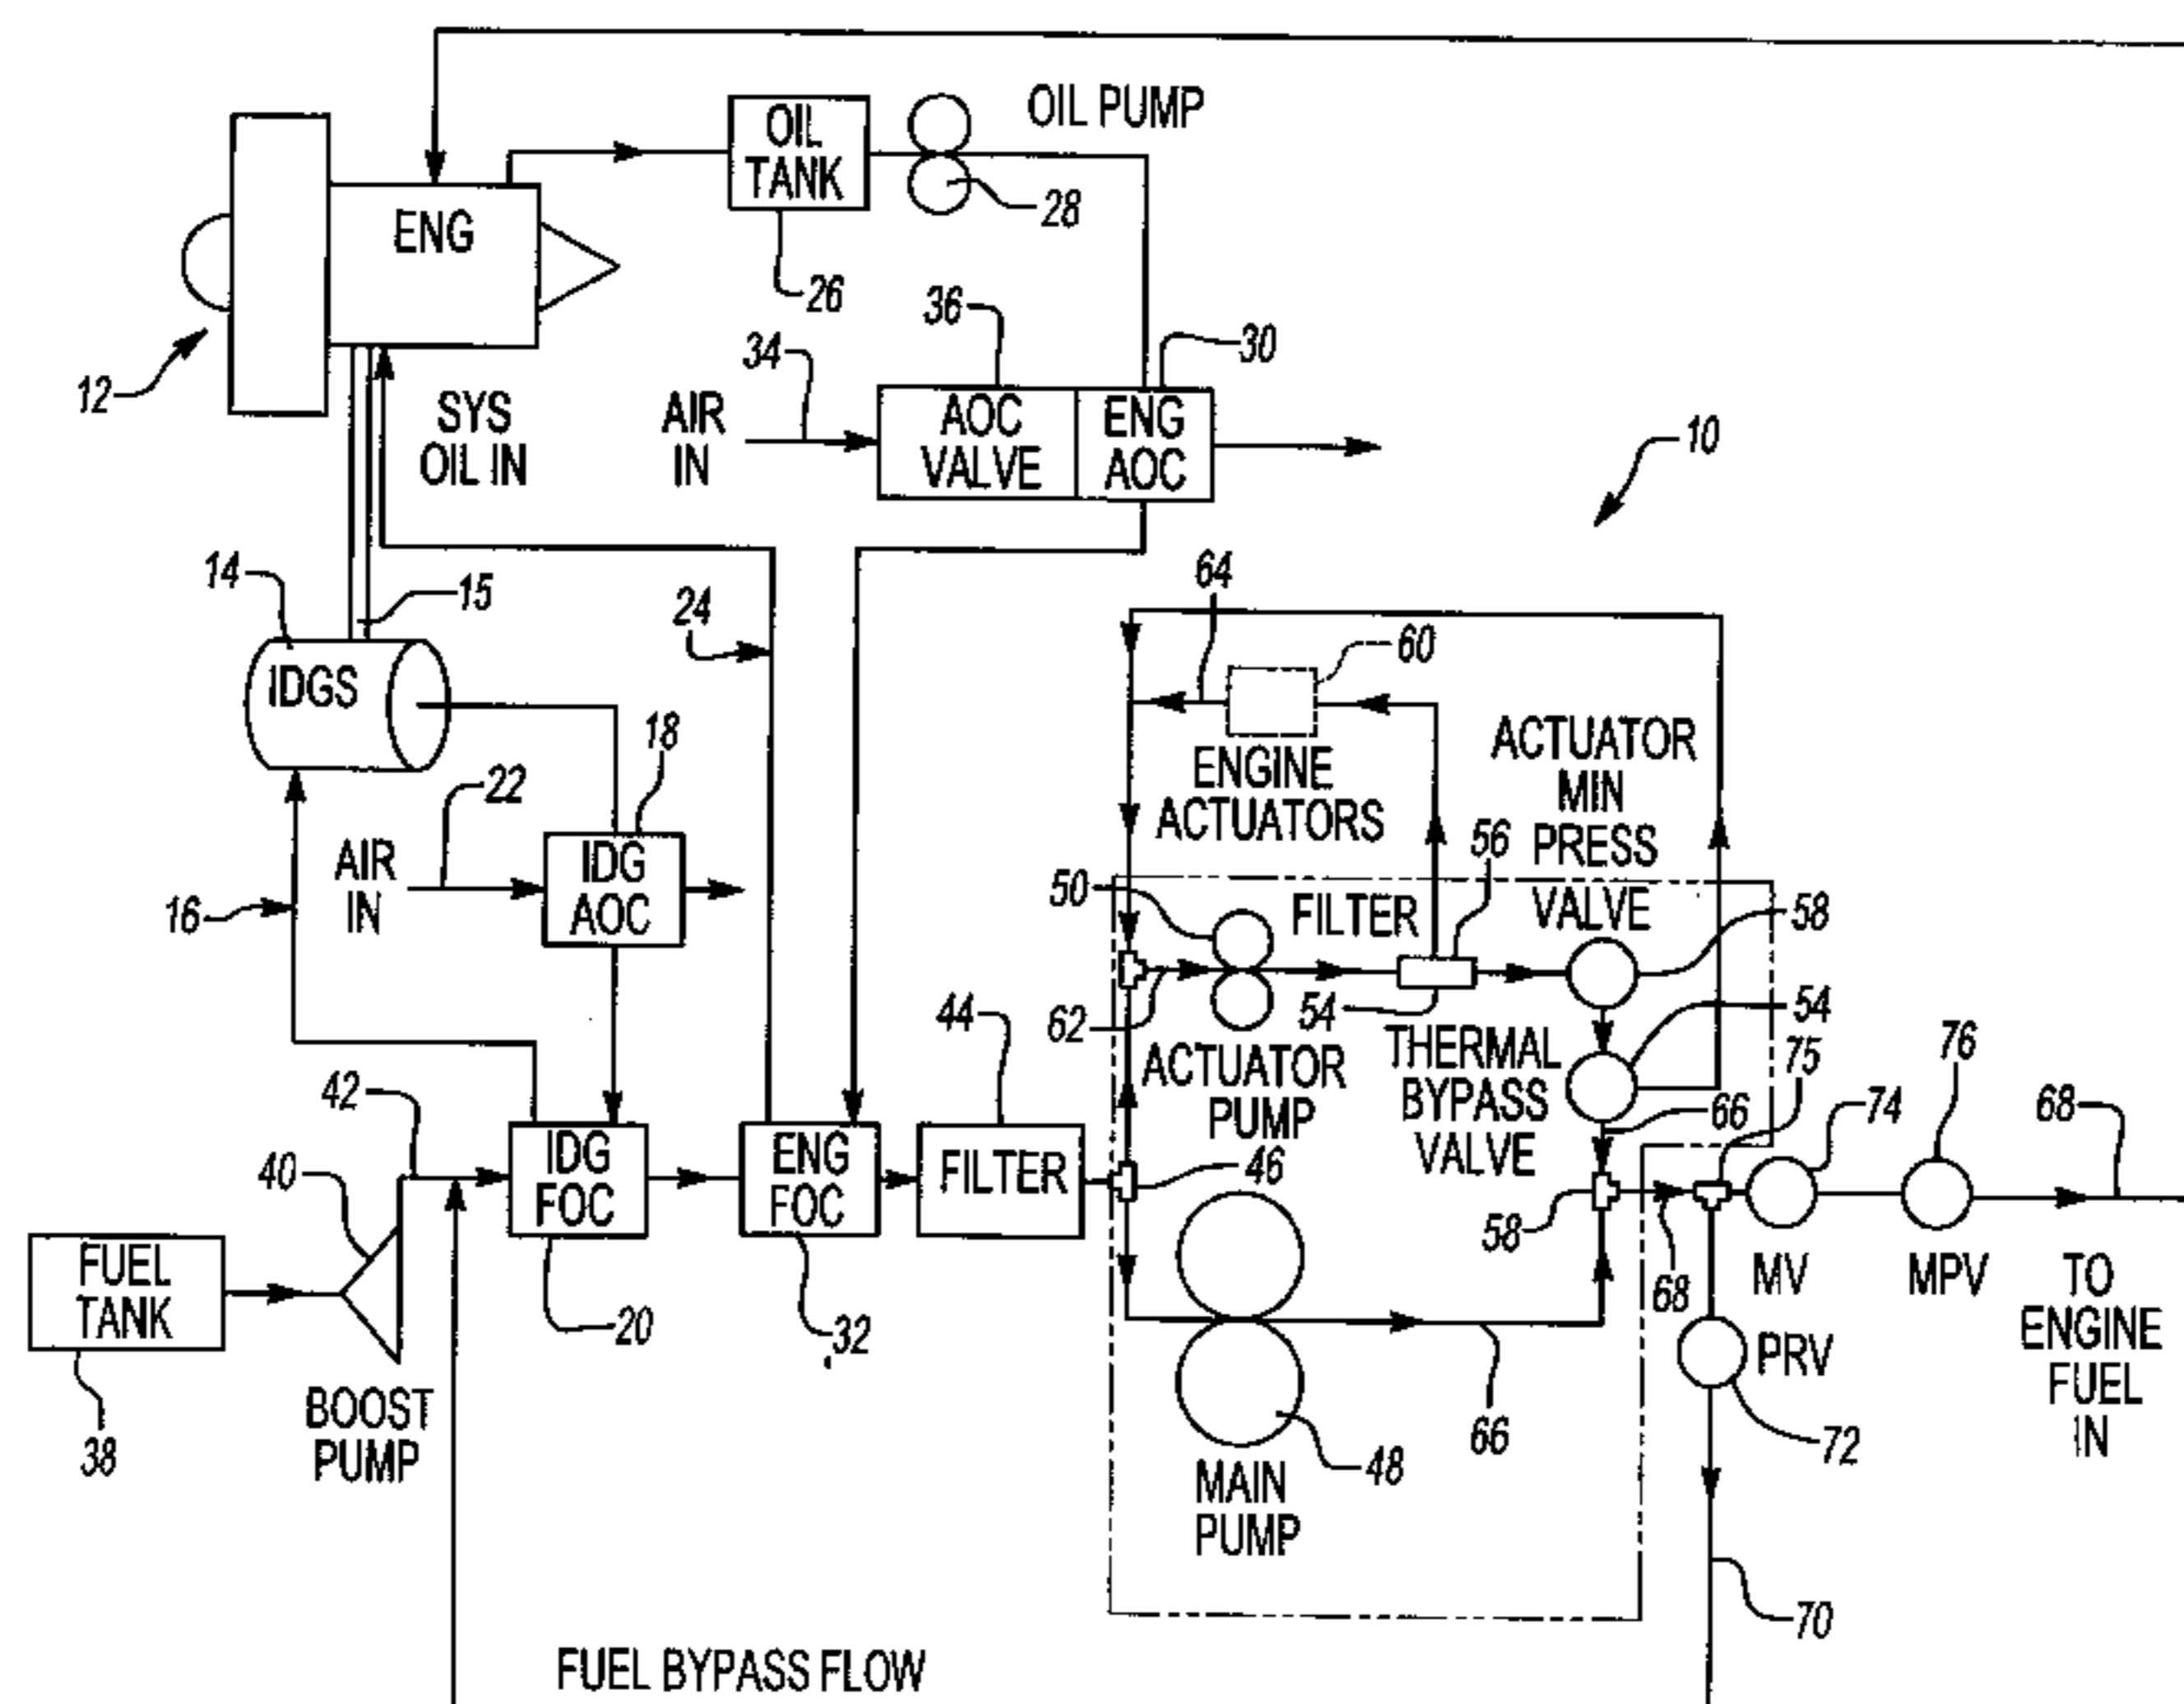 OIL PUMP
OIL
TANK
28
ENG
26
36
34
30
12
SYS
OIL IN
AIR
IN
AOC
VALVE
ENG
AOC
10
14
15
24
64
60
IDGS
18
22
ENGINE
ACTUATORS
ACTUATOR
MIN
PRESS
VALVE
56
AIR
IN
IDG
AOC
16
50
FILTER
58
62
54
54
44
THERMAL
BYPASS
VALVE
75
76
ACTUATOR
PUMP
42
66
74
68
40
IDG
FOC
ENG
FOC
FILTER
46
58
68
FUEL
TANK
MV
MPV
TO
ENGINE
FUEL
IN
20
32
PRV
BOOST
PUMP
38
66
72
48
MAIN
PUMP
70
FUEL BYPASS FLOW